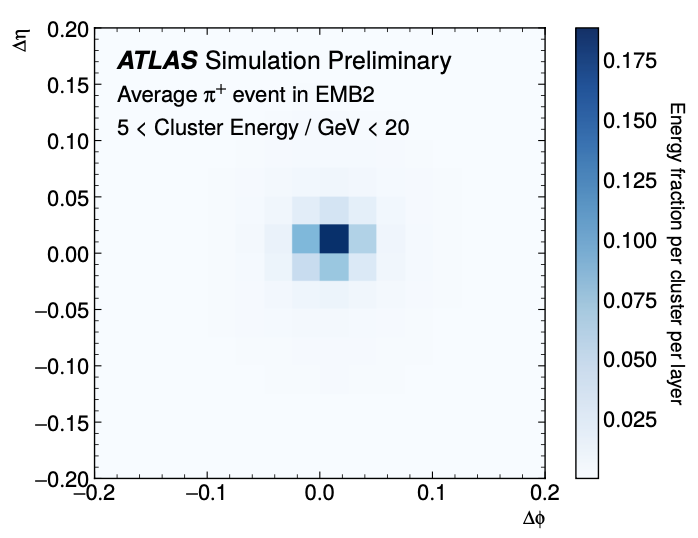 Δη
0.20
0.15
0.10
0.05
0.00
−0.05
−0.10
−0.15
−0.20
ATLAS Simulation Preliminary
Average π⁺ event in EMB2
5 < Cluster Energy / GeV < 20
−0.2 −0.1 0.0 0.1 0.2
Δϕ
0.175
0.150
0.125
0.100
0.075
0.050
0.025
Energy fraction per cluster per layer